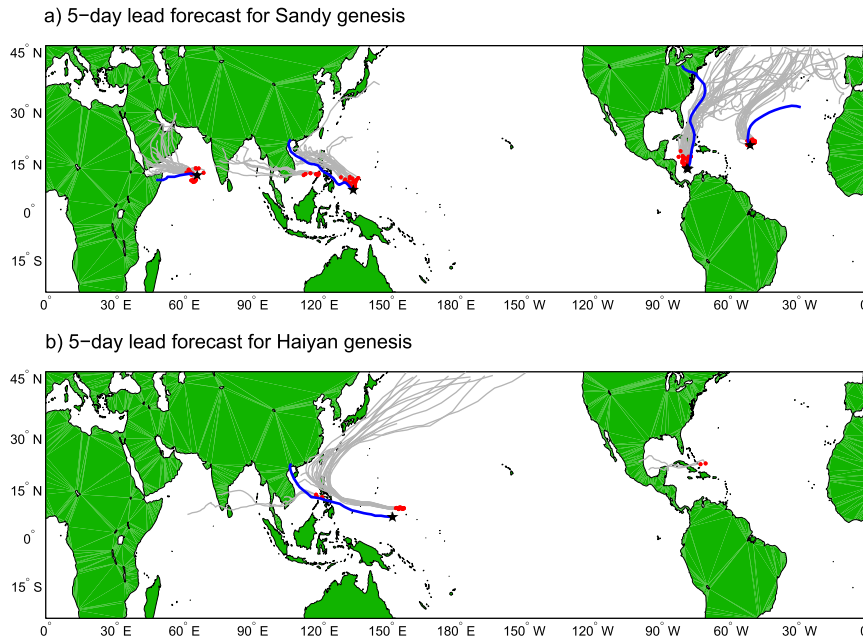 a) 5−day lead forecast for Sandy genesis
45° N
30° N
15° N
0°
15° S
0° 30° E 60° E 90° E 120° E 150° E 180° E 150° W 120° W 90° W 60° W 30° W 0
b) 5−day lead forecast for Haiyan genesis
45° N
30° N
15° N
0°
15° S
0° 30° E 60° E 90° E 120° E 150° E 180° E 150° W 120° W 90° W 60° W 30° W 0